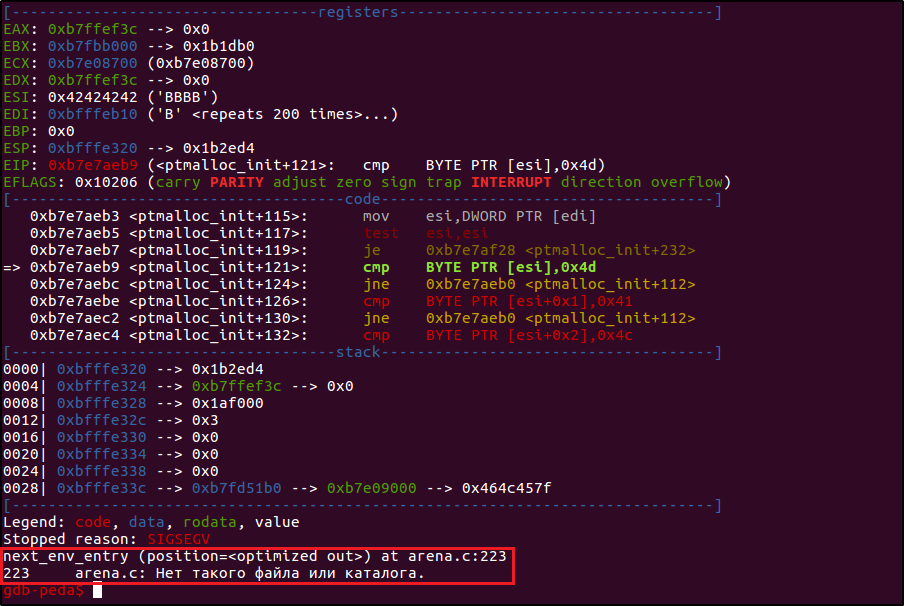 [----------------------------------registers-----------------------------------]
EAX: 0xb7ffef3c --> 0x0
EBX: 0xb7fbb000 --> 0x1b1db0
ECX: 0xb7e08700 (0xb7e08700)
EDX: 0xb7ffef3c --> 0x0
ESI: 0x42424242 ('BBBB')
EDI: 0xbfffeb10 ('B' <repeats 200 times>...)
EBP: 0x0
ESP: 0xbfffe320 --> 0x1b2ed4
EIP: 0xb7e7aeb9 (<ptmalloc_init+121>: cmp BYTE PTR [esi],0x4d)
EFLAGS: 0x10206 (carry PARITY adjust zero sign trap INTERRUPT direction overflow)
[-------------------------------------code-------------------------------------]
0xb7e7aeb3 <ptmalloc_init+115>: mov esi,DWORD PTR [edi]
0xb7e7aeb5 <ptmalloc_init+117>: test esi,esi
0xb7e7aeb7 <ptmalloc_init+119>: je 0xb7e7af28 <ptmalloc_init+232>
=> 0xb7e7aeb9 <ptmalloc_init+121>: cmp BYTE PTR [esi],0x4d
0xb7e7aebc <ptmalloc_init+124>: jne 0xb7e7aeb0 <ptmalloc_init+112>
0xb7e7aebe <ptmalloc_init+126>: cmp BYTE PTR [esi+0x1],0x41
0xb7e7aec2 <ptmalloc_init+130>: jne 0xb7e7aeb0 <ptmalloc_init+112>
0xb7e7aec4 <ptmalloc_init+132>: cmp BYTE PTR [esi+0x2],0x4c
[------------------------------------stack-------------------------------------]
0000| 0xbfffe320 --> 0x1b2ed4
0004| 0xbfffe324 --> 0xb7ffef3c --> 0x0
0008| 0xbfffe328 --> 0x1af000
0012| 0xbfffe32c --> 0x3
0016| 0xbfffe330 --> 0x0
0020| 0xbfffe334 --> 0x0
0024| 0xbfffe338 --> 0x0
0028| 0xbfffe33c --> 0xb7fd51b0 --> 0xb7e09000 --> 0x464c457f
[------------------------------------------------------------------------------]
Legend: code, data, rodata, value
Stopped reason: SIGSEGV
next_env_entry (position=<optimized out>) at arena.c:223
223 arena.c: Нет такого файла или каталога.
gdb-peda$